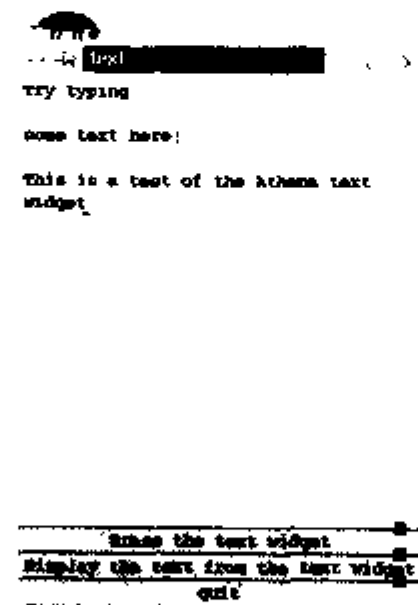 text
Try typing
some text here:
This is a test of the Athena text
widget
Erase the text widget
Display the text from the text widget
quit